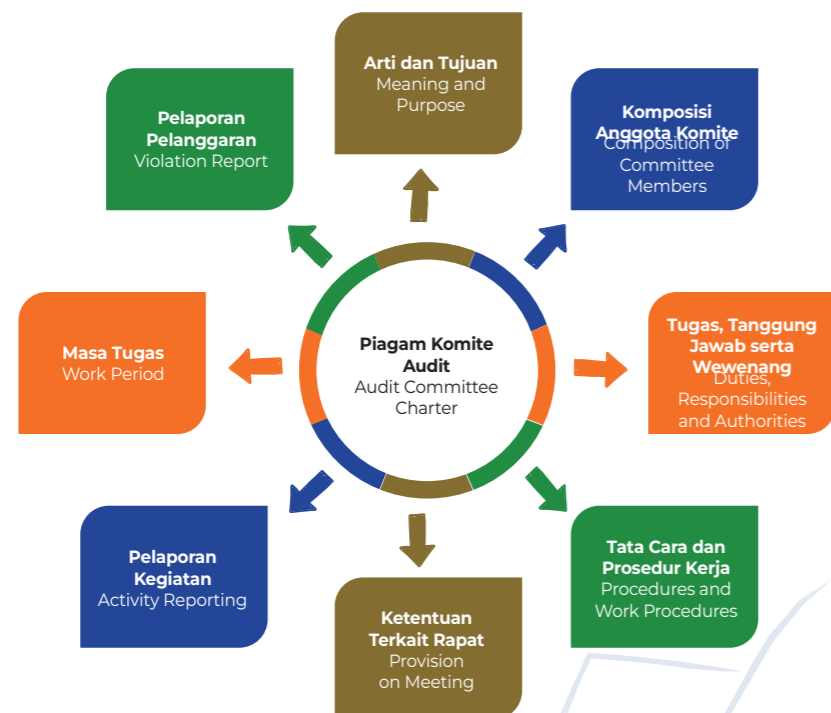 Arti dan Tujuan
Meaning and
Purpose
Komposisi
Anggota Komite
Composition of
Committee
Members
Tugas, Tanggung
Jawab serta
Wewenang
Duties,
Responsibilities
and Authorities
Tata Cara dan
Prosedur Kerja
Procedures and
Work Procedures
Ketentuan
Terkait Rapat
Provision
on Meeting
Pelaporan
Kegiatan
Activity Reporting
Masa Tugas
Work Period
Pelaporan
Pelanggaran
Violation Report
Piagam Komite
Audit
Audit Committee
Charter